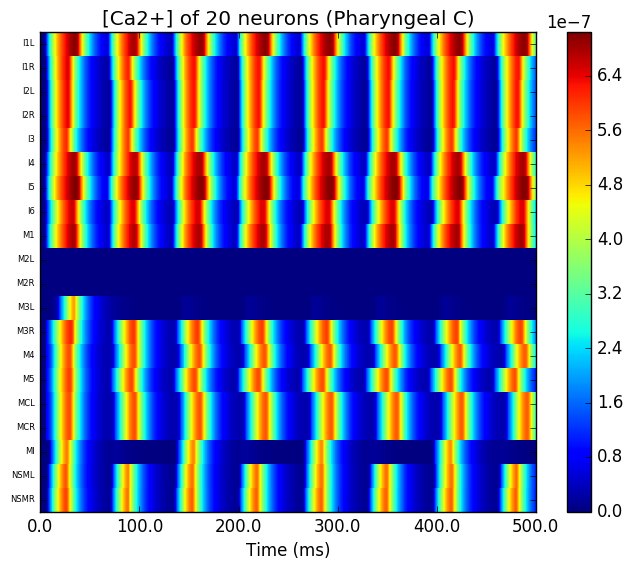 [Ca2+] of 20 neurons (Pharyngeal C)
1e−7
I1L
I1R
I2L
I2R
I3
I4
I5
I6
M1
M2L
M2R
M3L
M3R
M4
M5
MCL
MCR
MI
NSML
NSMR
6.4
5.6
4.8
4.0
3.2
2.4
1.6
0.8
0.0
0.0 100.0 200.0 300.0 400.0 500.0
Time (ms)